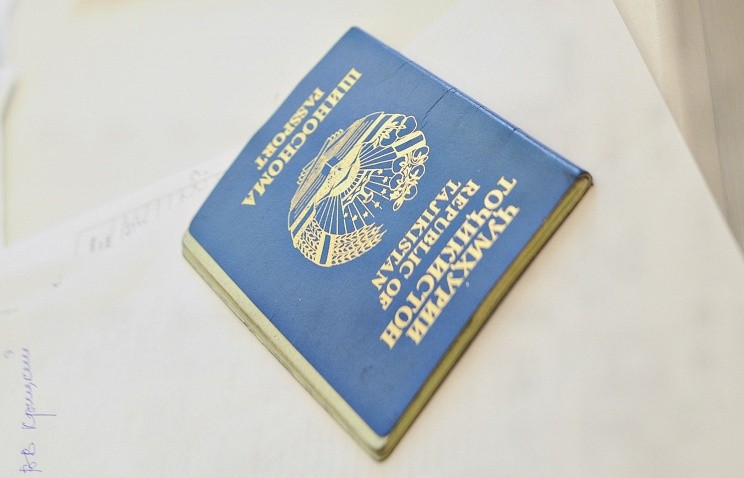 ҶУМҲУРИИ
ТОҶИКИСТОН
REPUBLIC OF
TAJIKISTAN
ШИНОСНОМА
PASSPORT